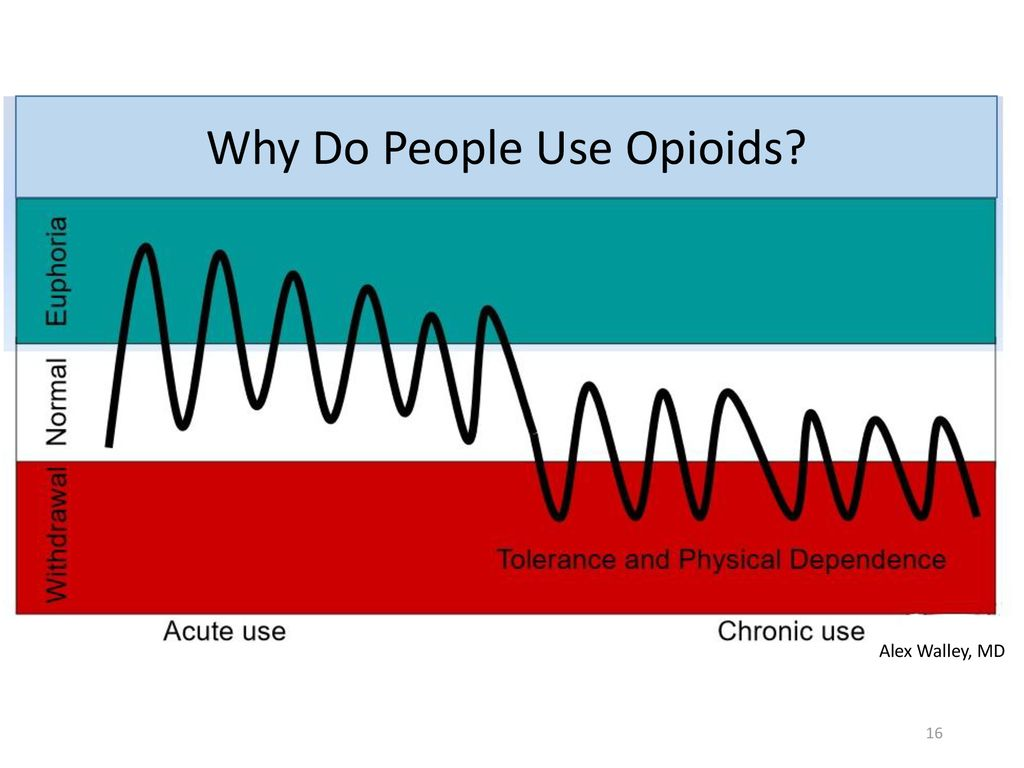 Why Do People Use Opioids?
Euphoria
Normal
Withdrawal
Tolerance and Physical Dependence
Acute use
Chronic use
Alex Walley, MD
16